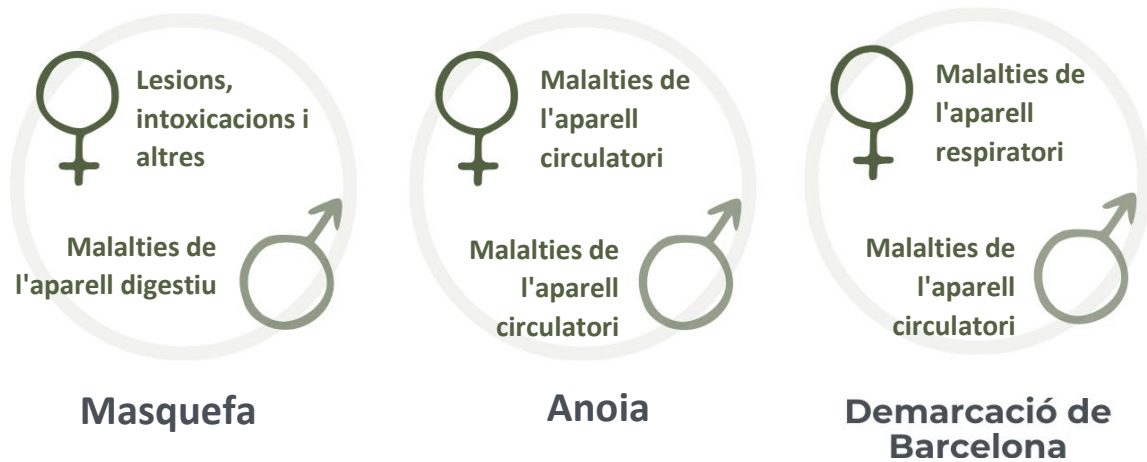 Lesions,
intoxicacions i
altres
Malalties de
l'aparell digestiu
Masquefa
Malalties de
l'aparell
circulatori
Malalties de
l'aparell
circulatori
Anoia
Malalties de
l'aparell
respiratori
Malalties de
l'aparell
circulatori
Demarcació de
Barcelona